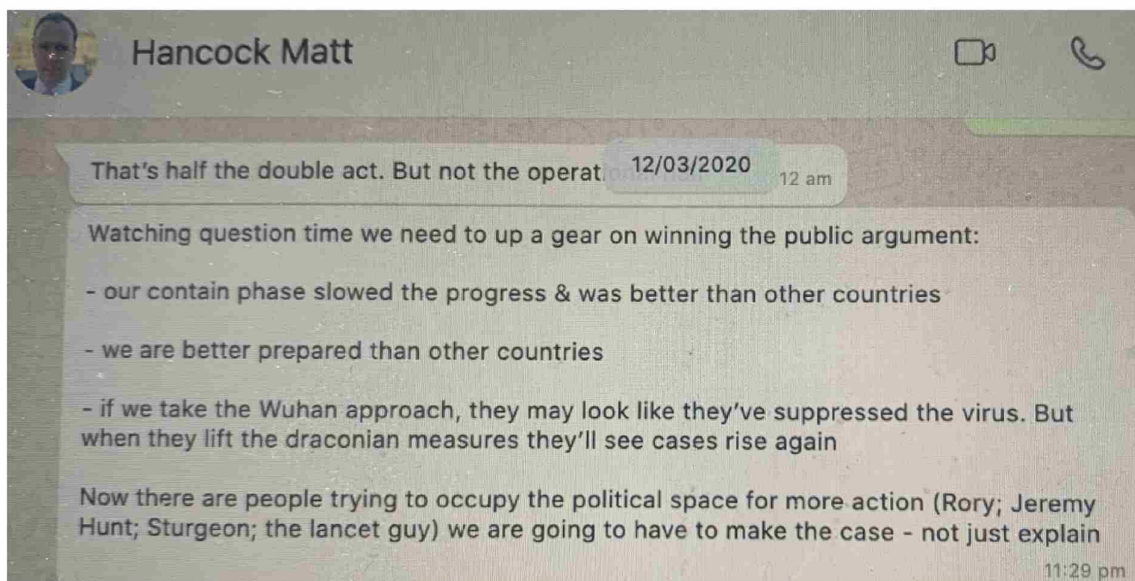 Hancock Matt
That's half the double act. But not the operat
12/03/2020
12 am
Watching question time we need to up a gear on winning the public argument:
- our contain phase slowed the progress & was better than other countries
- we are better prepared than other countries
- if we take the Wuhan approach, they may look like they've suppressed the virus. But
when they lift the draconian measures they'll see cases rise again
Now there are people trying to occupy the political space for more action (Rory; Jeremy
Hunt; Sturgeon; the lancet guy) we are going to have to make the case - not just explain
11:29 pm